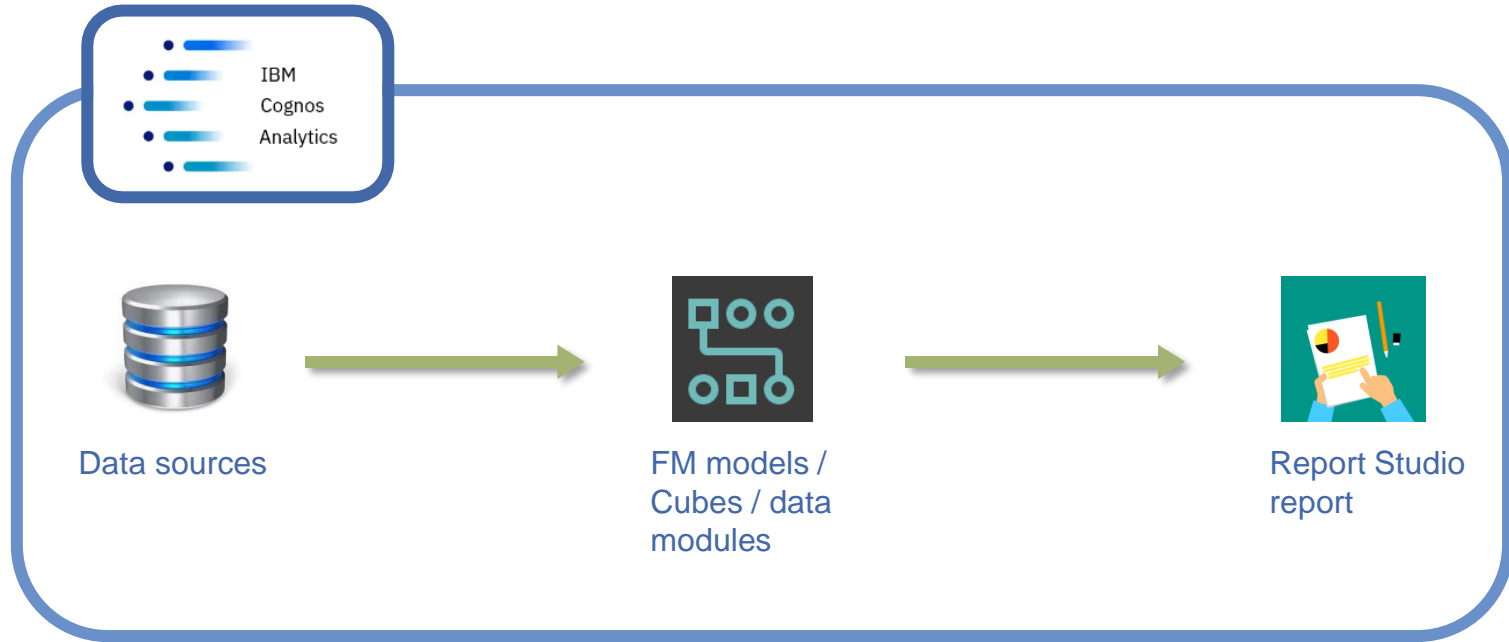 IBM
Cognos
Analytics
Data sources
FM models /
Cubes / data
modules
Report Studio
report